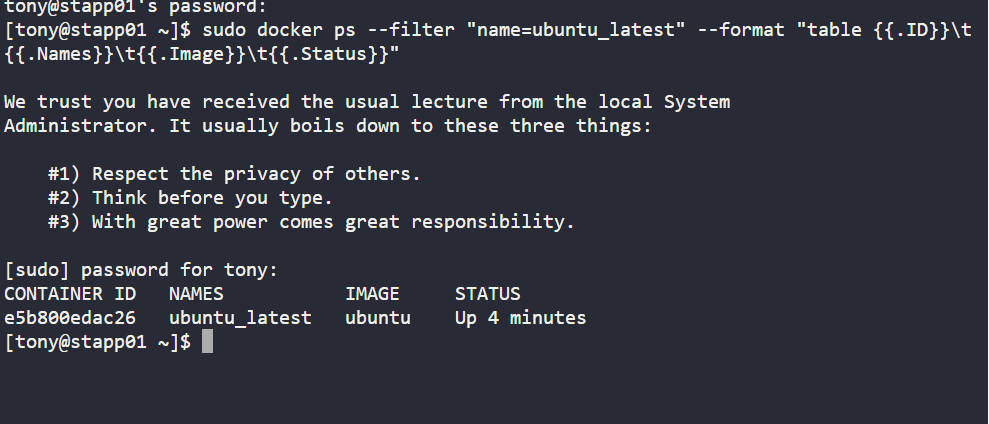 tony@stapp01's password:
[tony@stapp01 ~]$ sudo docker ps --filter "name=ubuntu_latest" --format "table {{.ID}}\t
{{.Names}}\t{{.Image}}\t{{.Status}}"

We trust you have received the usual lecture from the local System
Administrator. It usually boils down to these three things:

    #1) Respect the privacy of others.
    #2) Think before you type.
    #3) With great power comes great responsibility.

[sudo] password for tony:
CONTAINER ID   NAMES           IMAGE     STATUS
e5b800edac26   ubuntu_latest   ubuntu    Up 4 minutes
[tony@stapp01 ~]$